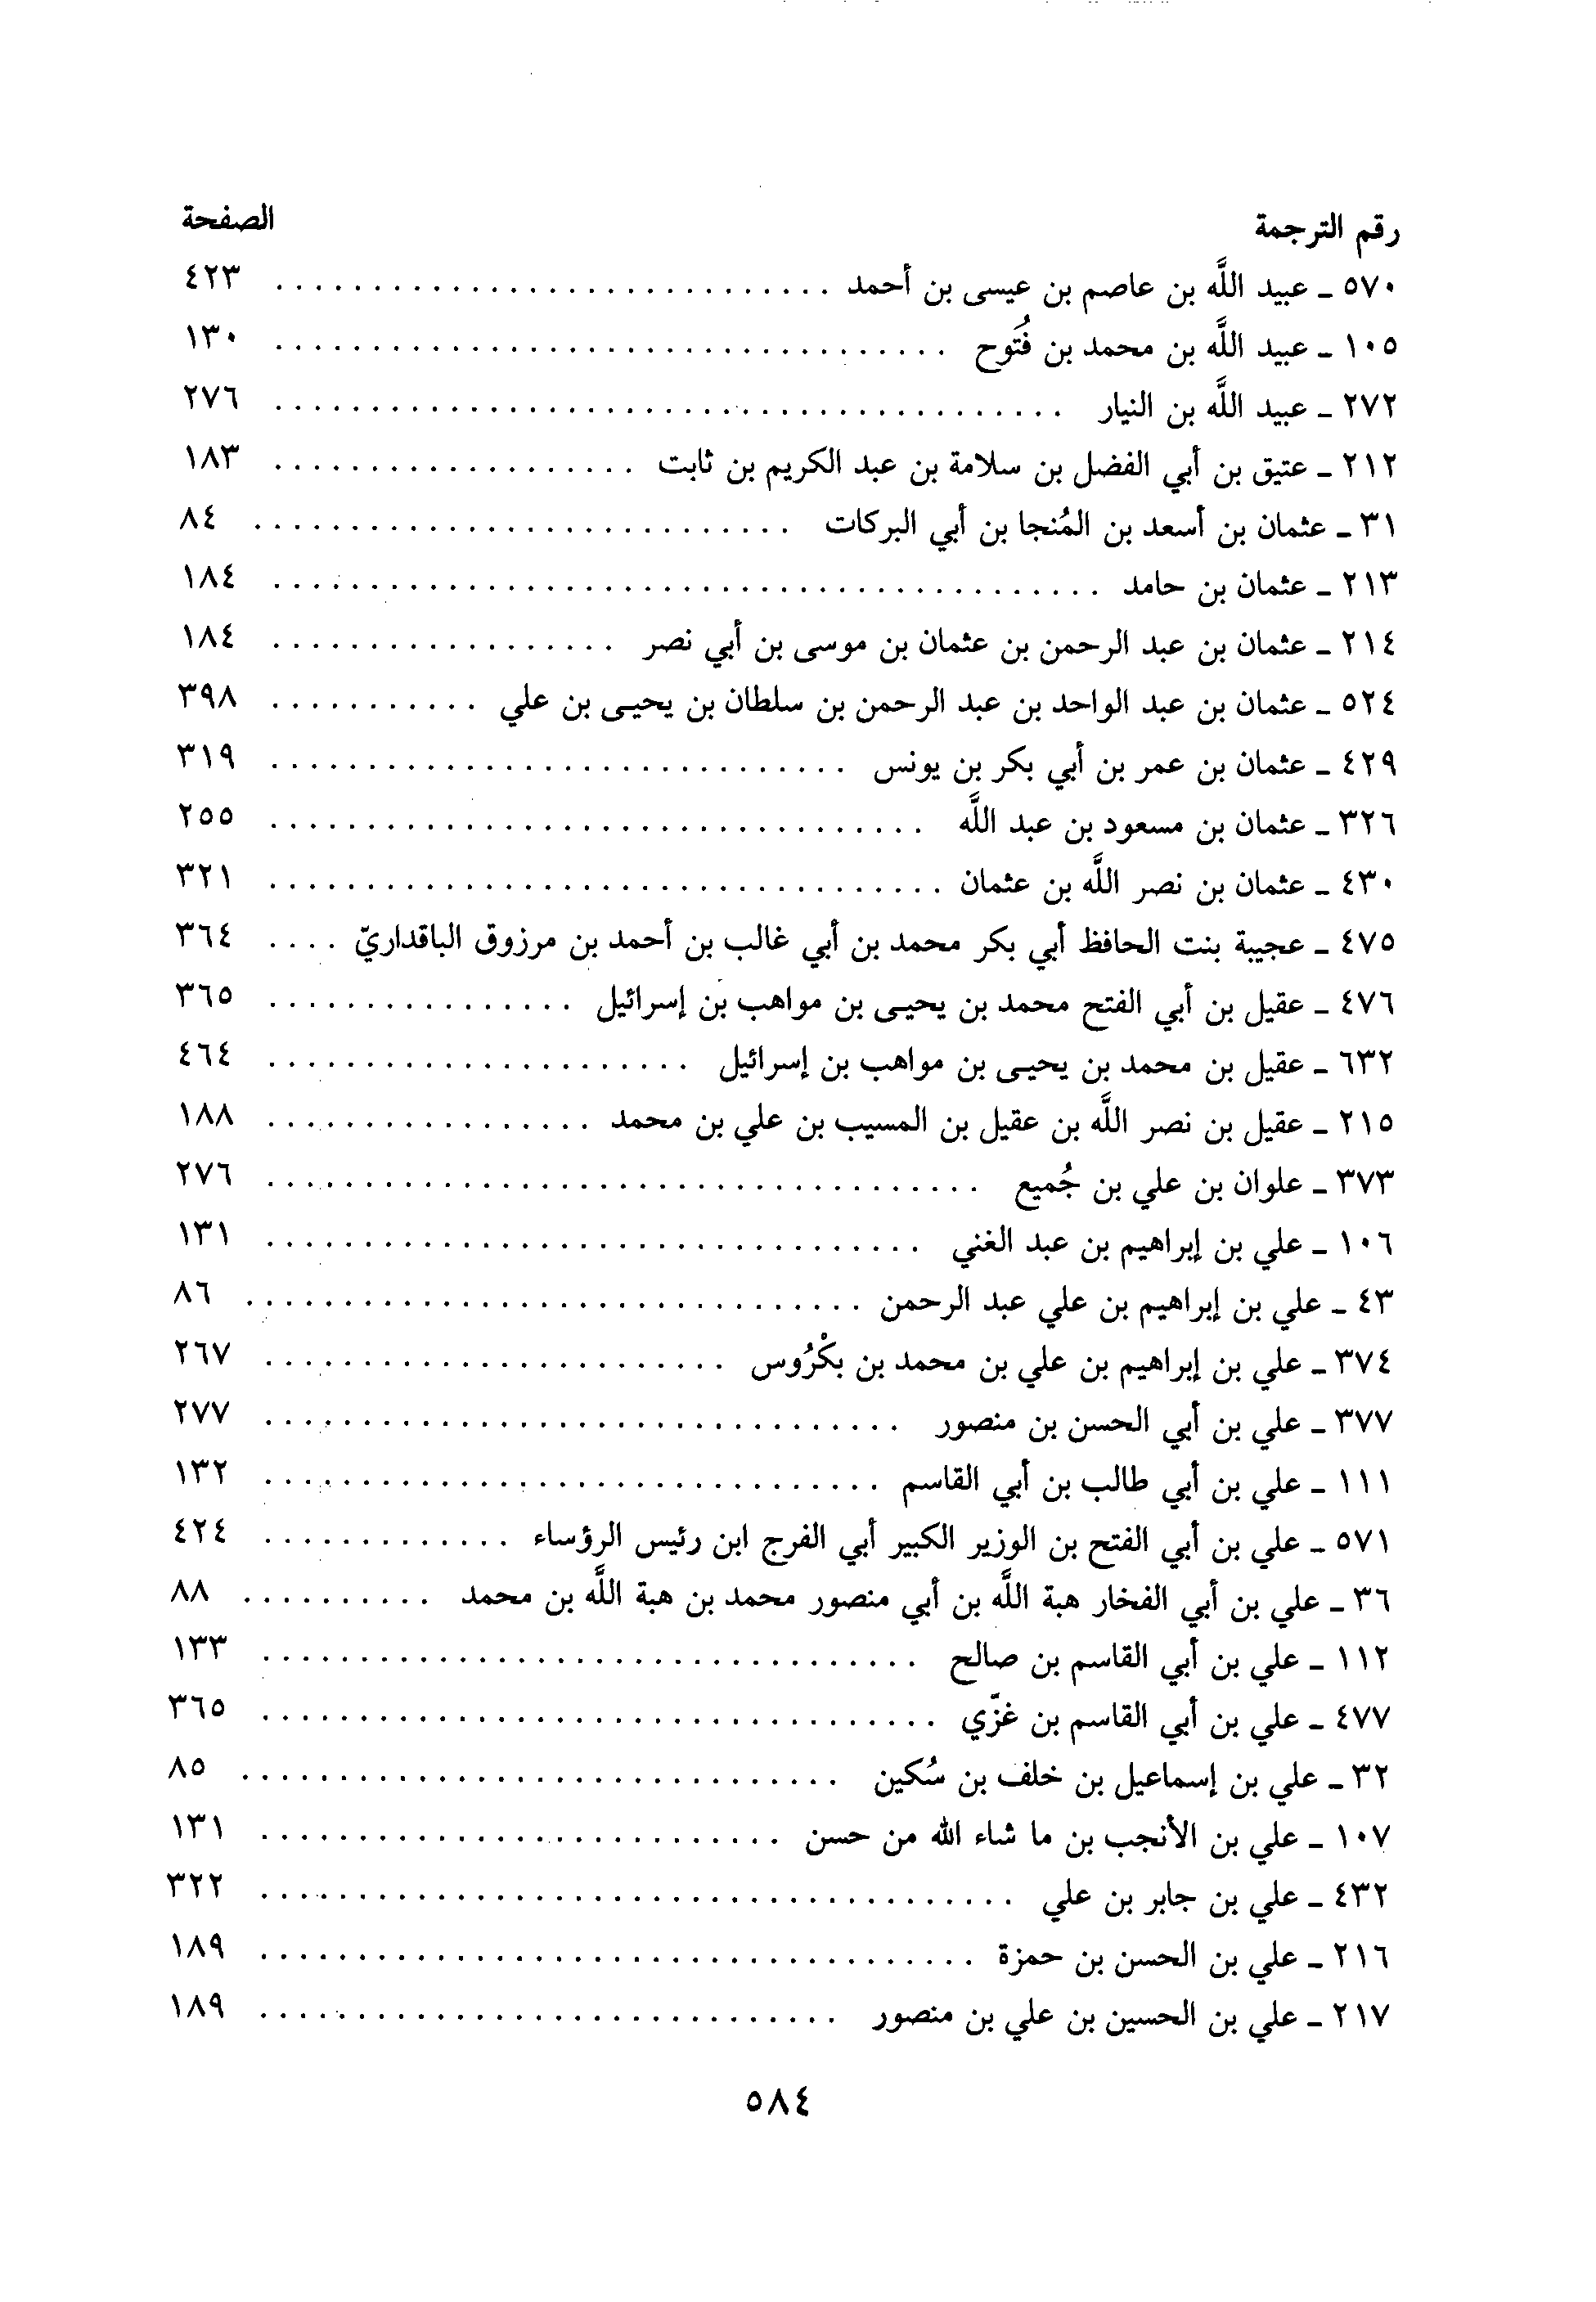 رقم الترجمة الصفحة
٥٧٠ ـ عبيد اللَّه بن عاصم بن عيسى بن أحمد . . . . . . . . . . . . . . . . . . . . . . . . . . . . . ٤٢٣
١٠٥ ـ عبيد اللَّه بن محمد بن فُتَوح . . . . . . . . . . . . . . . . . . . . . . . . . . . . . . . . . . . ١٣٠
٢٧٢ ـ عبيد اللَّه بن النيار . . . . . . . . . . . . . . . . . . . . . . . . . . . . . . . . . . . . . . . . . ٢٧٦
٢١٢ ـ عتيق بن أبي الفضل بن سلامة بن عبد الكريم بن ثابت . . . . . . . . . . . . . . . . . . . ١٨٣
٣١ ـ عثمان بن أسعد بن المُنجا بن أبي البركات . . . . . . . . . . . . . . . . . . . . . . . . . . . . ٨٤
٢١٣ ـ عثمان بن حامد . . . . . . . . . . . . . . . . . . . . . . . . . . . . . . . . . . . . . . . . . . . ١٨٤
٢١٤ ـ عثمان بن عبد الرحمن بن عثمان بن موسى بن أبي نصر . . . . . . . . . . . . . . . . . . ١٨٤
٥٢٤ ـ عثمان بن عبد الواحد بن عبد الرحمن بن سلطان بن يحيى بن علي . . . . . . . . . . . ٣٩٨
٤٢٩ ـ عثمان بن عمر بن أبي بكر بن يونس . . . . . . . . . . . . . . . . . . . . . . . . . . . . . . ٣١٩
٣٢٦ ـ عثمان بن مسعود بن عبد اللَّه . . . . . . . . . . . . . . . . . . . . . . . . . . . . . . . . . . ٢٥٥
٤٣٠ ـ عثمان بن نصر اللَّه بن عثمان . . . . . . . . . . . . . . . . . . . . . . . . . . . . . . . . . . . ٣٢١
٤٧٥ ـ عجيبة بنت الحافظ أبي بكر محمد بن أبي غالب بن أحمد بن مرزوق الباقداريّ . . . . ٣٦٤
٤٧٦ ـ عقيل بن أبي الفتح محمد بن يحيى بن مواهب بن إسرائيل . . . . . . . . . . . . . . . . ٣٦٥
٦٣٢ ـ عقيل بن محمد بن يحيى بن مواهب بن إسرائيل . . . . . . . . . . . . . . . . . . . . . . ٤٦٤
٢١٥ ـ عقيل بن نصر اللَّه بن عقيل بن المسيب بن علي بن محمد . . . . . . . . . . . . . . . . . ١٨٨
٣٧٣ ـ علوان بن علي بن جُميع . . . . . . . . . . . . . . . . . . . . . . . . . . . . . . . . . . . . . ٢٧٦
١٠٦ ـ علي بن إبراهيم بن عبد الغني . . . . . . . . . . . . . . . . . . . . . . . . . . . . . . . . . . ١٣١
٤٣ ـ علي بن إبراهيم بن علي عبد الرحمن . . . . . . . . . . . . . . . . . . . . . . . . . . . . . . . . ٨٦
٣٧٤ ـ علي بن إبراهيم بن علي بن محمد بن بكْرُوس . . . . . . . . . . . . . . . . . . . . . . . . ٢٦٧
٣٧٧ ـ علي بن أبي الحسن بن منصور . . . . . . . . . . . . . . . . . . . . . . . . . . . . . . . . . ٢٧٧
١١١ ـ علي بن أبي طالب بن أبي القاسم . . . . . . . . . . . . . . . . . . . . . . . . . . . . . . . . ١٣٢
٥٧١ ـ علي بن أبي الفتح بن الوزير الكبير أبي الفرج ابن رئيس الرؤساء . . . . . . . . . . . . . ٤٢٤
٣٦ ـ علي بن أبي الفخار هبة اللَّه بن أبي منصور محمد بن هبة اللَّه بن محمد . . . . . . . . . . ٨٨
١١٢ ـ علي بن أبي القاسم بن صالح . . . . . . . . . . . . . . . . . . . . . . . . . . . . . . . . . . ١٣٣
٤٧٧ ـ علي بن أبي القاسم بن غزّي . . . . . . . . . . . . . . . . . . . . . . . . . . . . . . . . . . . ٣٦٥
٣٢ ـ علي بن إسماعيل بن خلف بن سُكين . . . . . . . . . . . . . . . . . . . . . . . . . . . . . . . ٨٥
١٠٧ ـ علي بن الأنجب بن ما شاء الله من حسن . . . . . . . . . . . . . . . . . . . . . . . . . . . ١٣١
٤٣٢ ـ علي بن جابر بن علي . . . . . . . . . . . . . . . . . . . . . . . . . . . . . . . . . . . . . . . ٣٢٢
٢١٦ ـ علي بن الحسن بن حمزة . . . . . . . . . . . . . . . . . . . . . . . . . . . . . . . . . . . . . ١٨٩
٢١٧ ـ علي بن الحسين بن علي بن منصور . . . . . . . . . . . . . . . . . . . . . . . . . . . . . . ١٨٩
٥٨٤